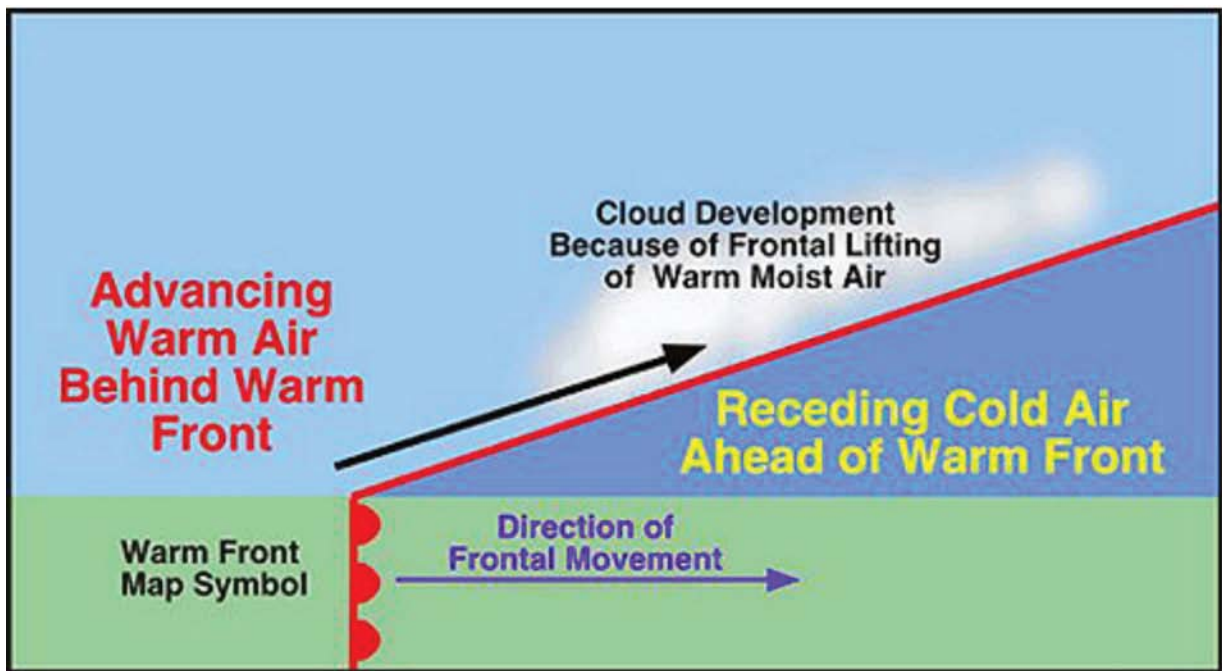 Cloud Development
Because of Frontal Lifting
of Warm Moist Air
Advancing
Warm Air
Behind Warm
Front
Receding Cold Air
Ahead of Warm Front
Warm Front
Map Symbol
Direction of
Frontal Movement